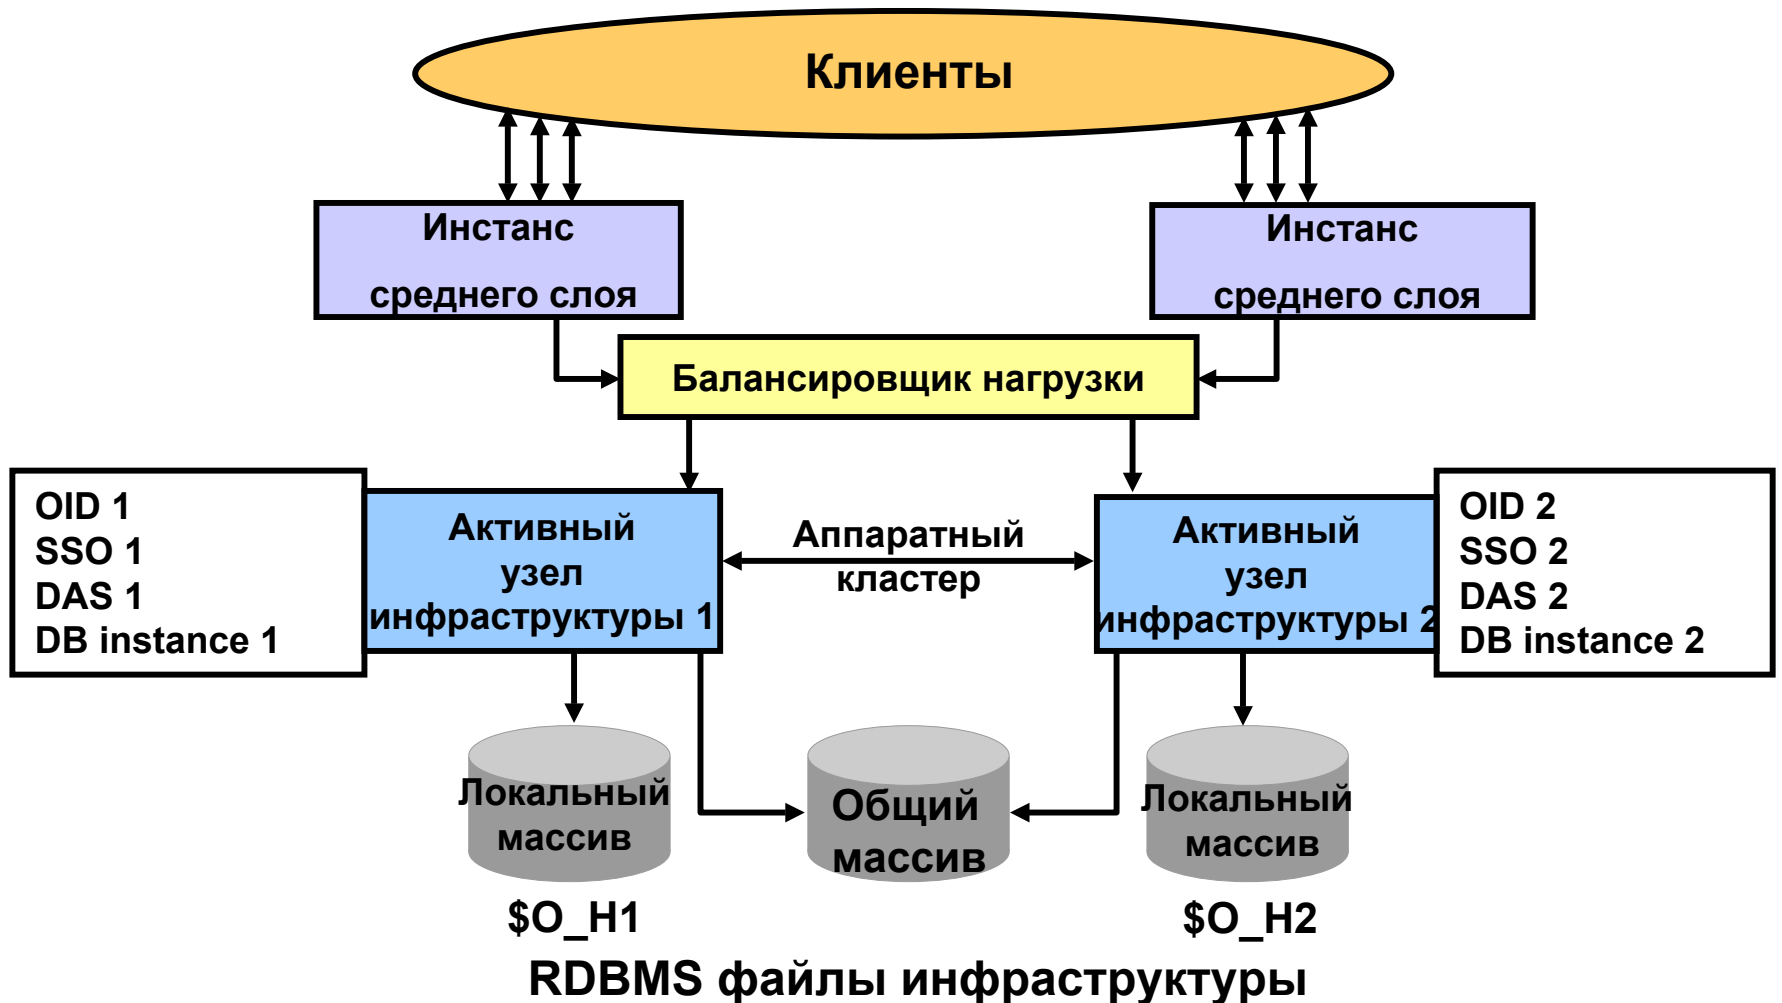 Клиенты
Инстанс
среднего слоя
Инстанс
среднего слоя
Балансировщик нагрузки
OID 1
SSO 1
DAS 1
DB instance 1
Активный
узел
инфраструктуры 1
Аппаратный
кластер
Активный
узел
инфраструктуры 2
OID 2
SSO 2
DAS 2
DB instance 2
Локальный
массив
Общий
массив
Локальный
массив
$O_H1
$O_H2
RDBMS файлы инфраструктуры